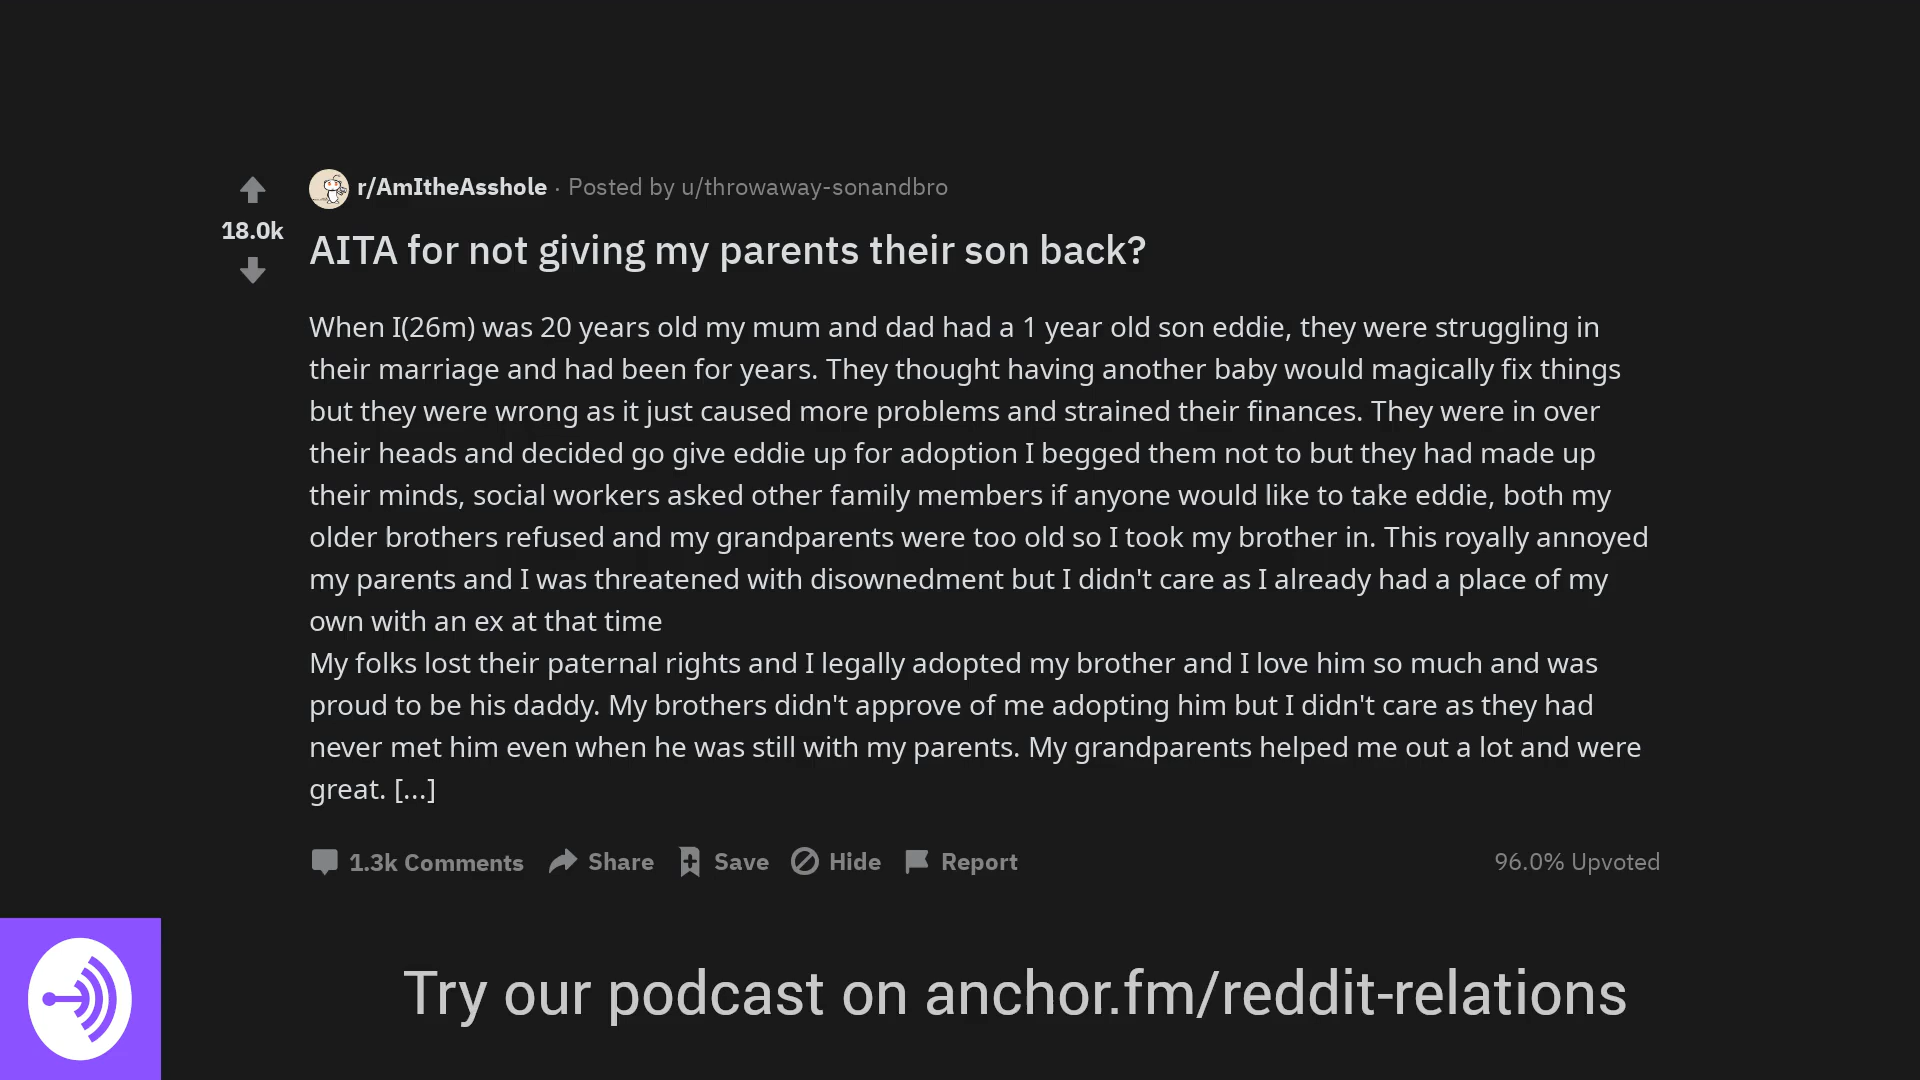 r/AmItheAsshole · Posted by u/throwaway-sonandbro
18.0k
AITA for not giving my parents their son back?
When I(26m) was 20 years old my mum and dad had a 1 year old son eddie, they were struggling in
their marriage and had been for years. They thought having another baby would magically fix things
but they were wrong as it just caused more problems and strained their finances. They were in over
their heads and decided go give eddie up for adoption I begged them not to but they had made up
their minds, social workers asked other family members if anyone would like to take eddie, both my
older brothers refused and my grandparents were too old so I took my brother in. This royally annoyed
my parents and I was threatened with disownedment but I didn't care as I already had a place of my
own with an ex at that time
My folks lost their paternal rights and I legally adopted my brother and I love him so much and was
proud to be his daddy. My brothers didn't approve of me adopting him but I didn't care as they had
never met him even when he was still with my parents. My grandparents helped me out a lot and were
great. [...]
1.3k Comments Share Save Hide Report 96.0% Upvoted
Try our podcast on anchor.fm/reddit-relations